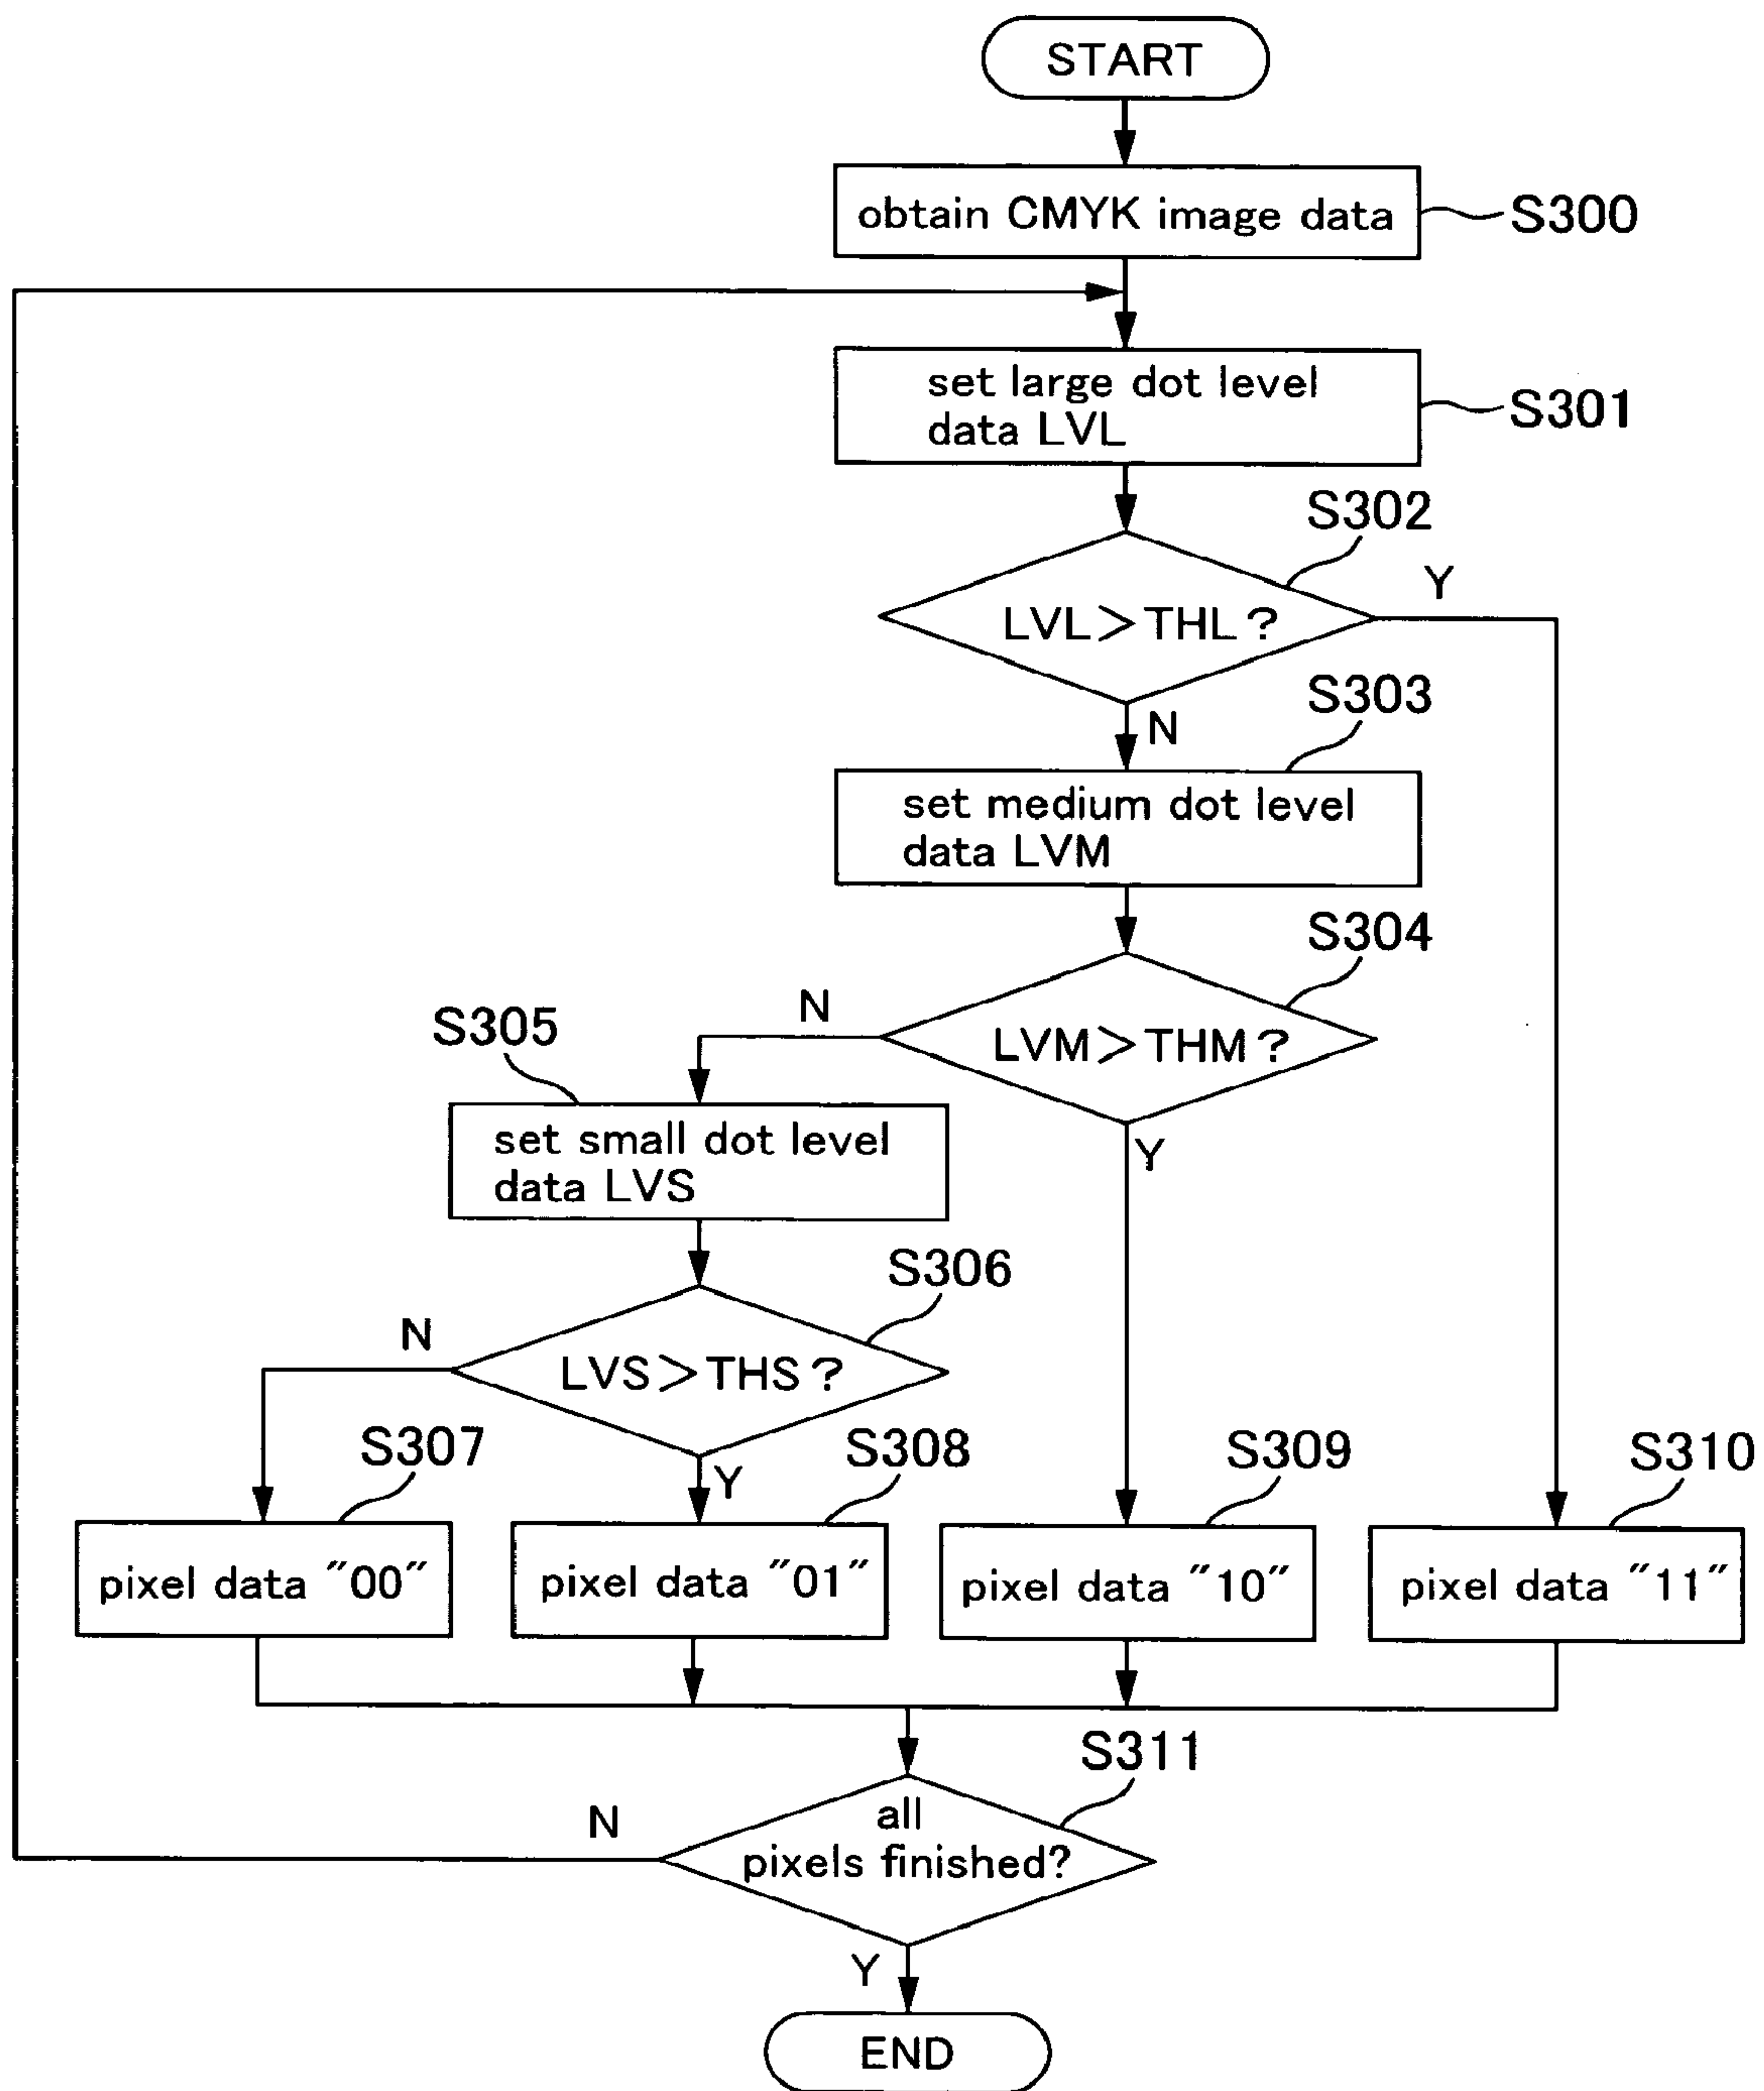 START
obtain CMYK image data
S300
set large dot level
data LVL
S301
S302
LVL＞THL?
Y
N
S303
set medium dot level
data LVM
S304
LVM＞THM?
N
Y
S305
set small dot level
data LVS
S306
LVS＞THS?
N
Y
S307
S308
S309
S310
pixel data "00"
pixel data "01"
pixel data "10"
pixel data "11"
S311
all
pixels finished?
N
Y
END